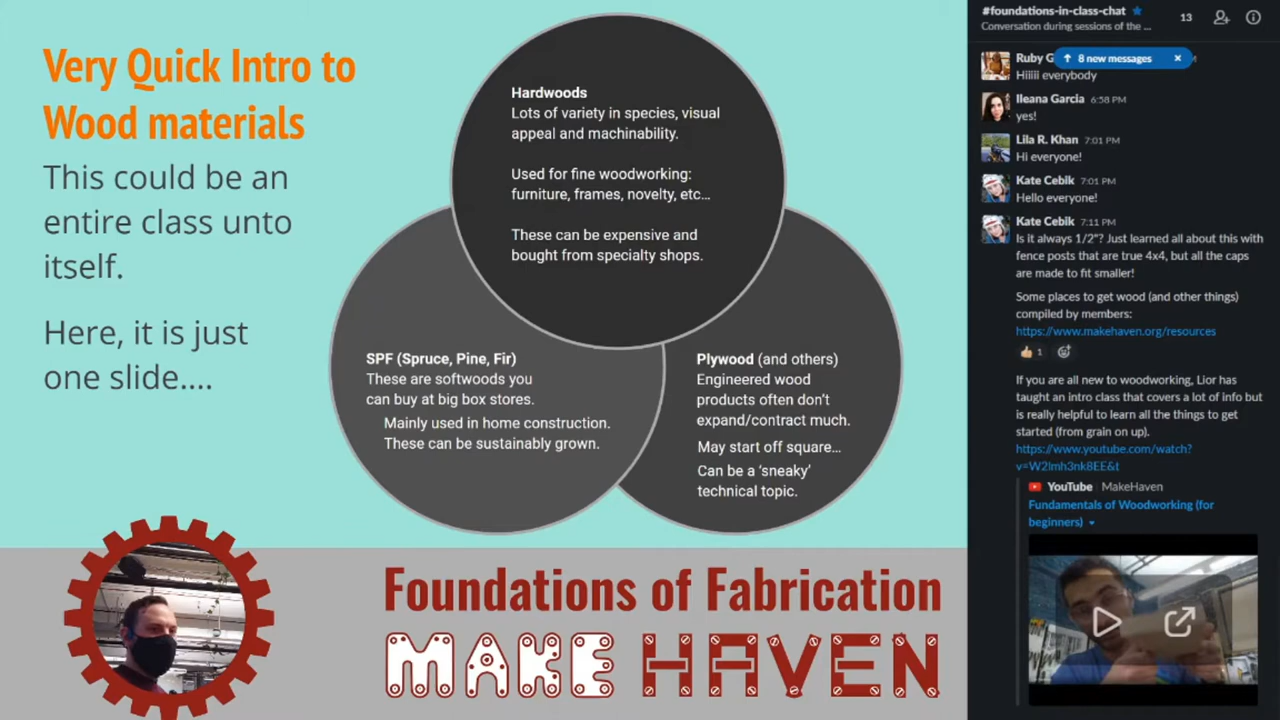 Very Quick Intro to
Wood materials
This could be an
entire class unto
itself.
Here, it is just
one slide....
Hardwoods
Lots of variety in species, visual
appeal and machinability.
Used for fine woodworking:
furniture, frames, novelty, etc…
These can be expensive and
bought from specialty shops.
SPF (Spruce, Pine, Fir)
These are softwoods you
can buy at big box stores.
Mainly used in home construction.
These can be sustainably grown.
Plywood (and others)
Engineered wood
products often don't
expand/contract much.
May start off square…
Can be a 'sneaky'
technical topic.
Foundations of Fabrication
MAKE HAVEN
#foundations-in-class-chat
Conversation during sessions of the ...
13
Ruby G
8 new messages
Hiiiii everybody
Ileana Garcia 6:58 PM
yes!
Lila R. Khan 7:01 PM
Hi everyone!
Kate Cebik 7:01 PM
Hello everyone!
Kate Cebik 7:11 PM
Is it always 1/2"? Just learned all about this with
fence posts that are true 4x4, but all the caps
are made to fit smaller!
Some places to get wood (and other things)
compiled by members:
https://www.makehaven.org/resources
1
If you are all new to woodworking, Lior has
taught an intro class that covers a lot of info but
is really helpful to learn all the things to get
started (from grain on up).
https://www.youtube.com/watch?
v=W2lmh3nk8EE&t
YouTube MakeHaven
Fundamentals of Woodworking (for
beginners)